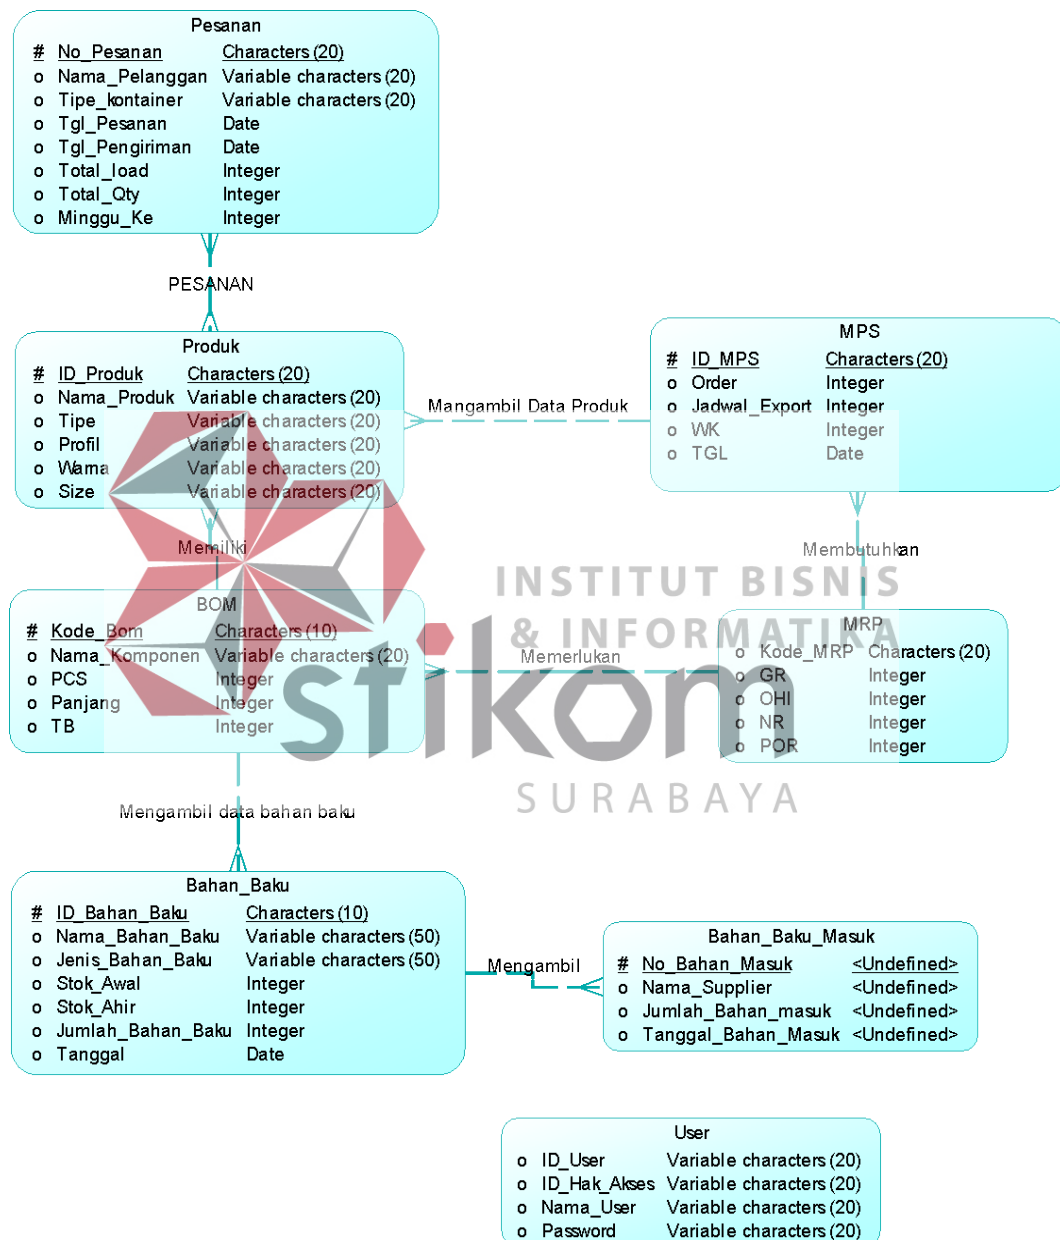 Pesanan
# No_Pesanan Characters (20)
o Nama_Pelanggan Variable characters (20)
o Tipe_kontainer Variable characters (20)
o Tgl_Pesanan Date
o Tgl_Pengiriman Date
o Total_load Integer
o Total_Qty Integer
o Minggu_Ke Integer
PESANAN
Produk
# ID_Produk Characters (20)
o Nama_Produk Variable characters (20)
o Tipe Variable characters (20)
o Profil Variable characters (20)
o Warna Variable characters (20)
o Size Variable characters (20)
Mangambil Data Produk
MPS
# ID_MPS Characters (20)
o Order Integer
o Jadwal_Export Integer
o WK Integer
o TGL Date
Memiliki
Membutuhkan
INSTITUT BISNIS
& INFORMATIKA
stikom
SURABAYA
BOM
# Kode_Bom Characters (10)
o Nama_Komponen Variable characters (20)
o PCS Integer
o Panjang Integer
o TB Integer
Memerlukan
MRP
o Kode_MRP Characters (20)
o GR Integer
o OHI Integer
o NR Integer
o POR Integer
Mengambil data bahan baku
Bahan_Baku
# ID_Bahan_Baku Characters (10)
o Nama_Bahan_Baku Variable characters (50)
o Jenis_Bahan_Baku Variable characters (50)
o Stok_Awal Integer
o Stok_Ahir Integer
o Jumlah_Bahan_Baku Integer
o Tanggal Date
Mengambil
Bahan_Baku_Masuk
# No_Bahan_Masuk <Undefined>
o Nama_Supplier <Undefined>
o Jumlah_Bahan_masuk <Undefined>
o Tanggal_Bahan_Masuk <Undefined>
User
o ID_User Variable characters (20)
o ID_Hak_Akses Variable characters (20)
o Nama_User Variable characters (20)
o Password Variable characters (20)